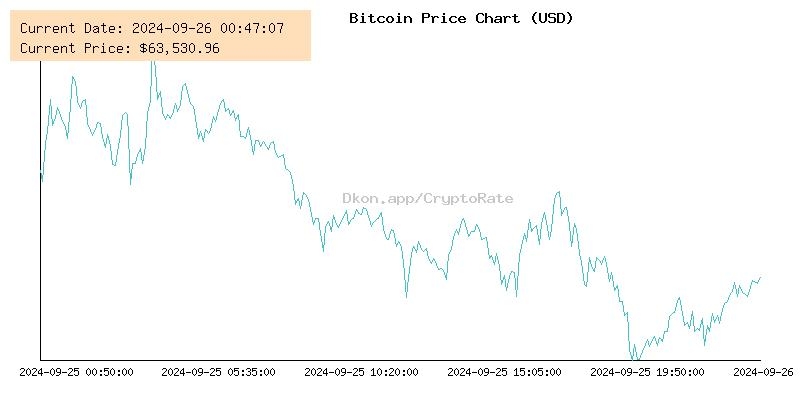 Bitcoin Price Chart (USD)
Current Date: 2024-09-26 00:47:07
Current Price: $63,530.96
Dkon.app/CryptoRate
2024-09-25 00:50:00 2024-09-25 05:35:00 2024-09-25 10:20:00 2024-09-25 15:05:00 2024-09-25 19:50:00 2024-09-26